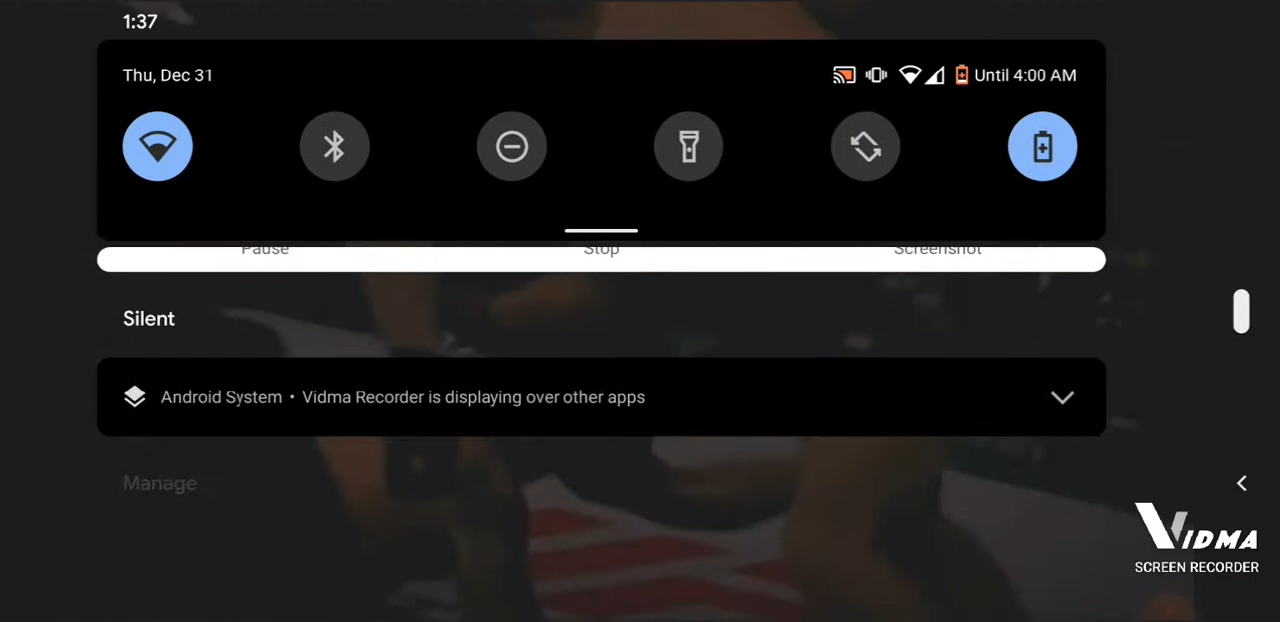 1:37
Thu, Dec 31
Until 4:00 AM
Pause Stop Screenshot
Silent
Android System • Vidma Recorder is displaying over other apps
Manage
VIDMA
SCREEN RECORDER